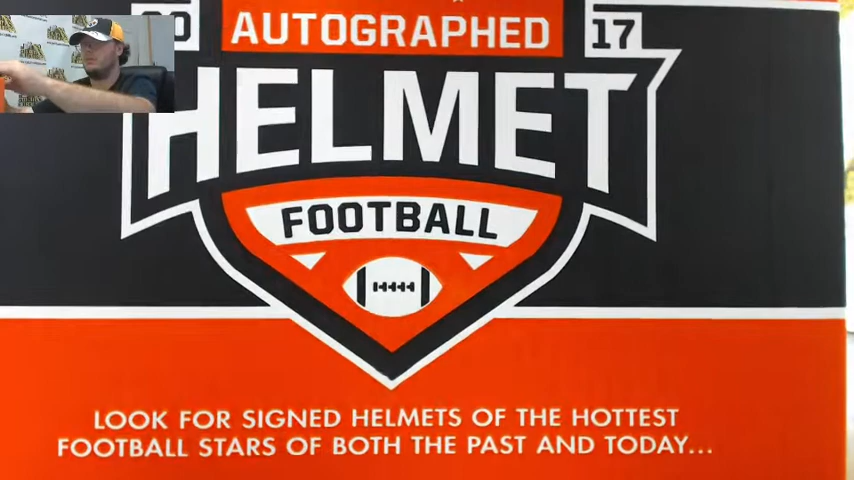 20 AUTOGRAPHED 17
HELMET
FOOTBALL
LOOK FOR SIGNED HELMETS OF THE HOTTEST
FOOTBALL STARS OF BOTH THE PAST AND TODAY...